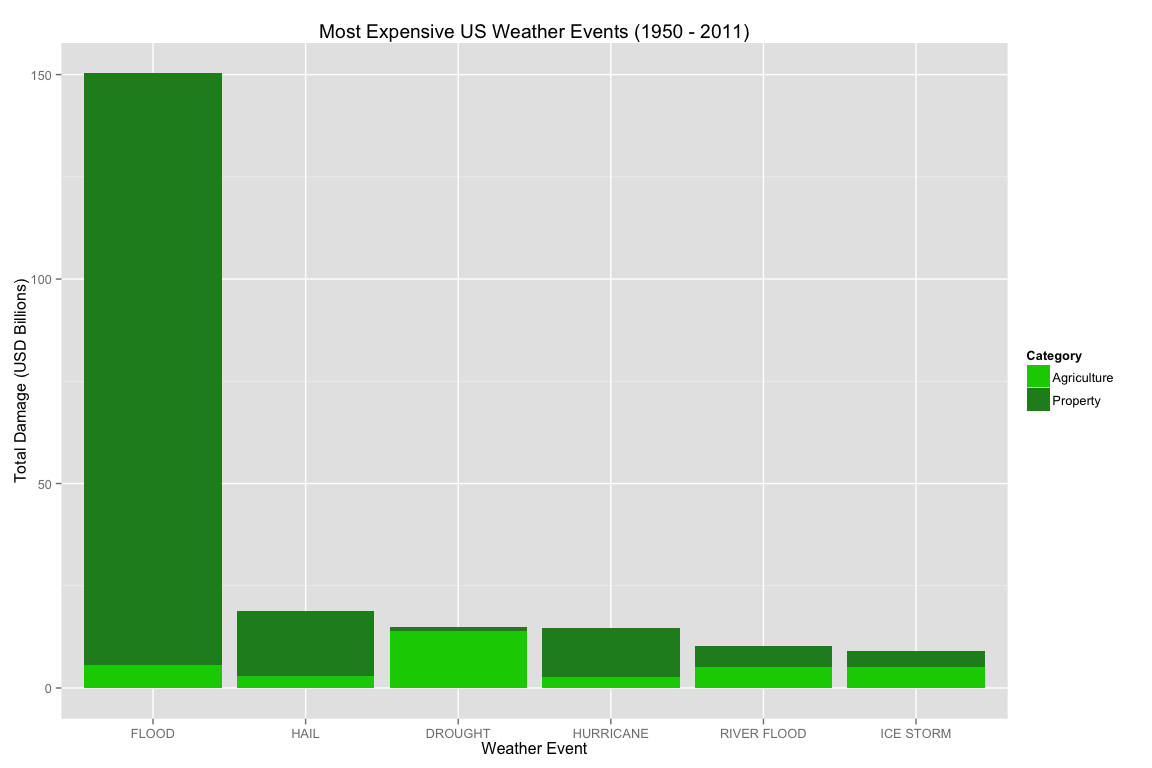 Most Expensive US Weather Events (1950 - 2011)
Total Damage (USD Billions)
150
100
50
0
FLOOD
HAIL
DROUGHT
HURRICANE
RIVER FLOOD
ICE STORM
Weather Event
Category
Agriculture
Property